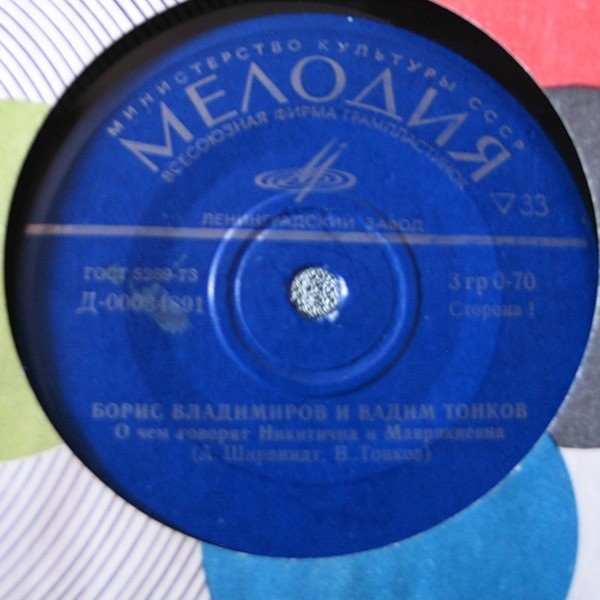 МИНИСТЕРСТВО КУЛЬТУРЫ СССР
МЕЛОДИЯ
ВСЕСОЮЗНАЯ ФИРМА ГРАМПЛАСТИНОК
▽33
ЛЕНИНГРАДСКИЙ ЗАВОД
ГОСТ 5289-73
3 гр 0-70
Д-00034891
Сторона 1
БОРИС ВЛАДИМИРОВ И ВАДИМ ТОНКОВ
О чем говорят Никитична и Маврикиевна
(А. Ширвиндт, В. Тонков)